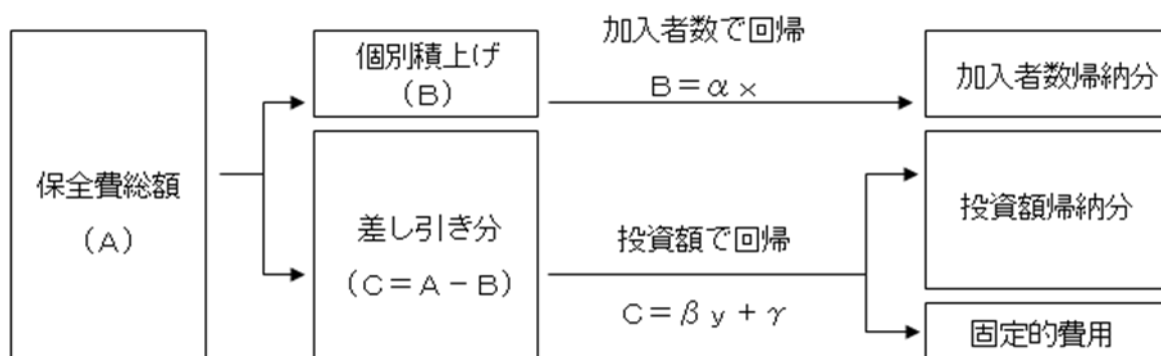 保全費総額
(A)
個別積上げ
(B)
差し引き分
(C=A-B)
加入者数で回帰
B=αx
投資額で回帰
C=βy+γ
加入者数帰納分
投資額帰納分
固定的費用